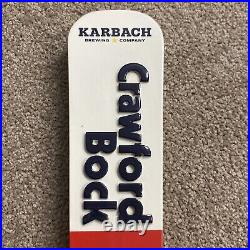 KARBACH
BREWING ★ COMPANY
Crawford
Bock